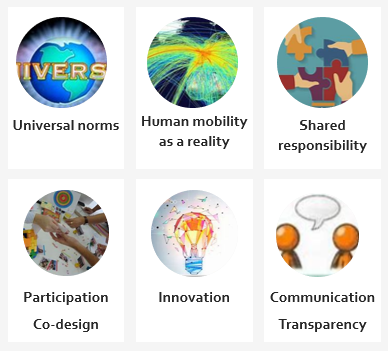 IVERS
Universal norms
Human mobility
as a reality
Shared
responsibility
Participation
Co-design
Innovation
Communication
Transparency